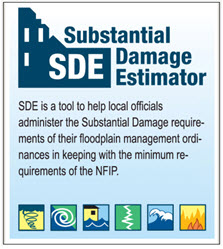 Substantial
Damage
Estimator
SDE
SDE is a tool to help local officials
administer the Substantial Damage require-
ments of their floodplain management ordi-
nances in keeping with the minimum re-
quirements of the NFIP.